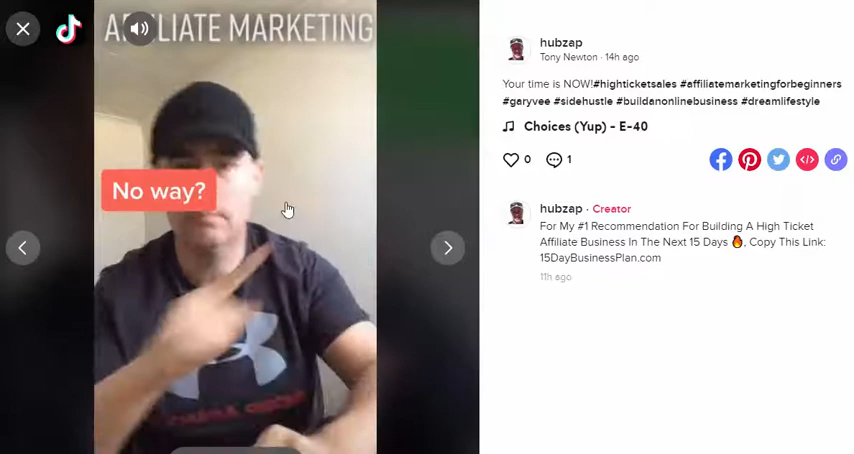 AFFILIATE MARKETING
No way?
hubzap
Tony Newton · 14h ago
Your time is NOW!#highticketsales #affiliatemarketingforbeginners
#garyvee #sidehustle #buildanonlinebusiness #dreamlifestyle
Choices (Yup) - E-40
0
1
hubzap · Creator
For My #1 Recommendation For Building A High Ticket
Affiliate Business In The Next 15 Days 🔥, Copy This Link:
15DayBusinessPlan.com
11h ago